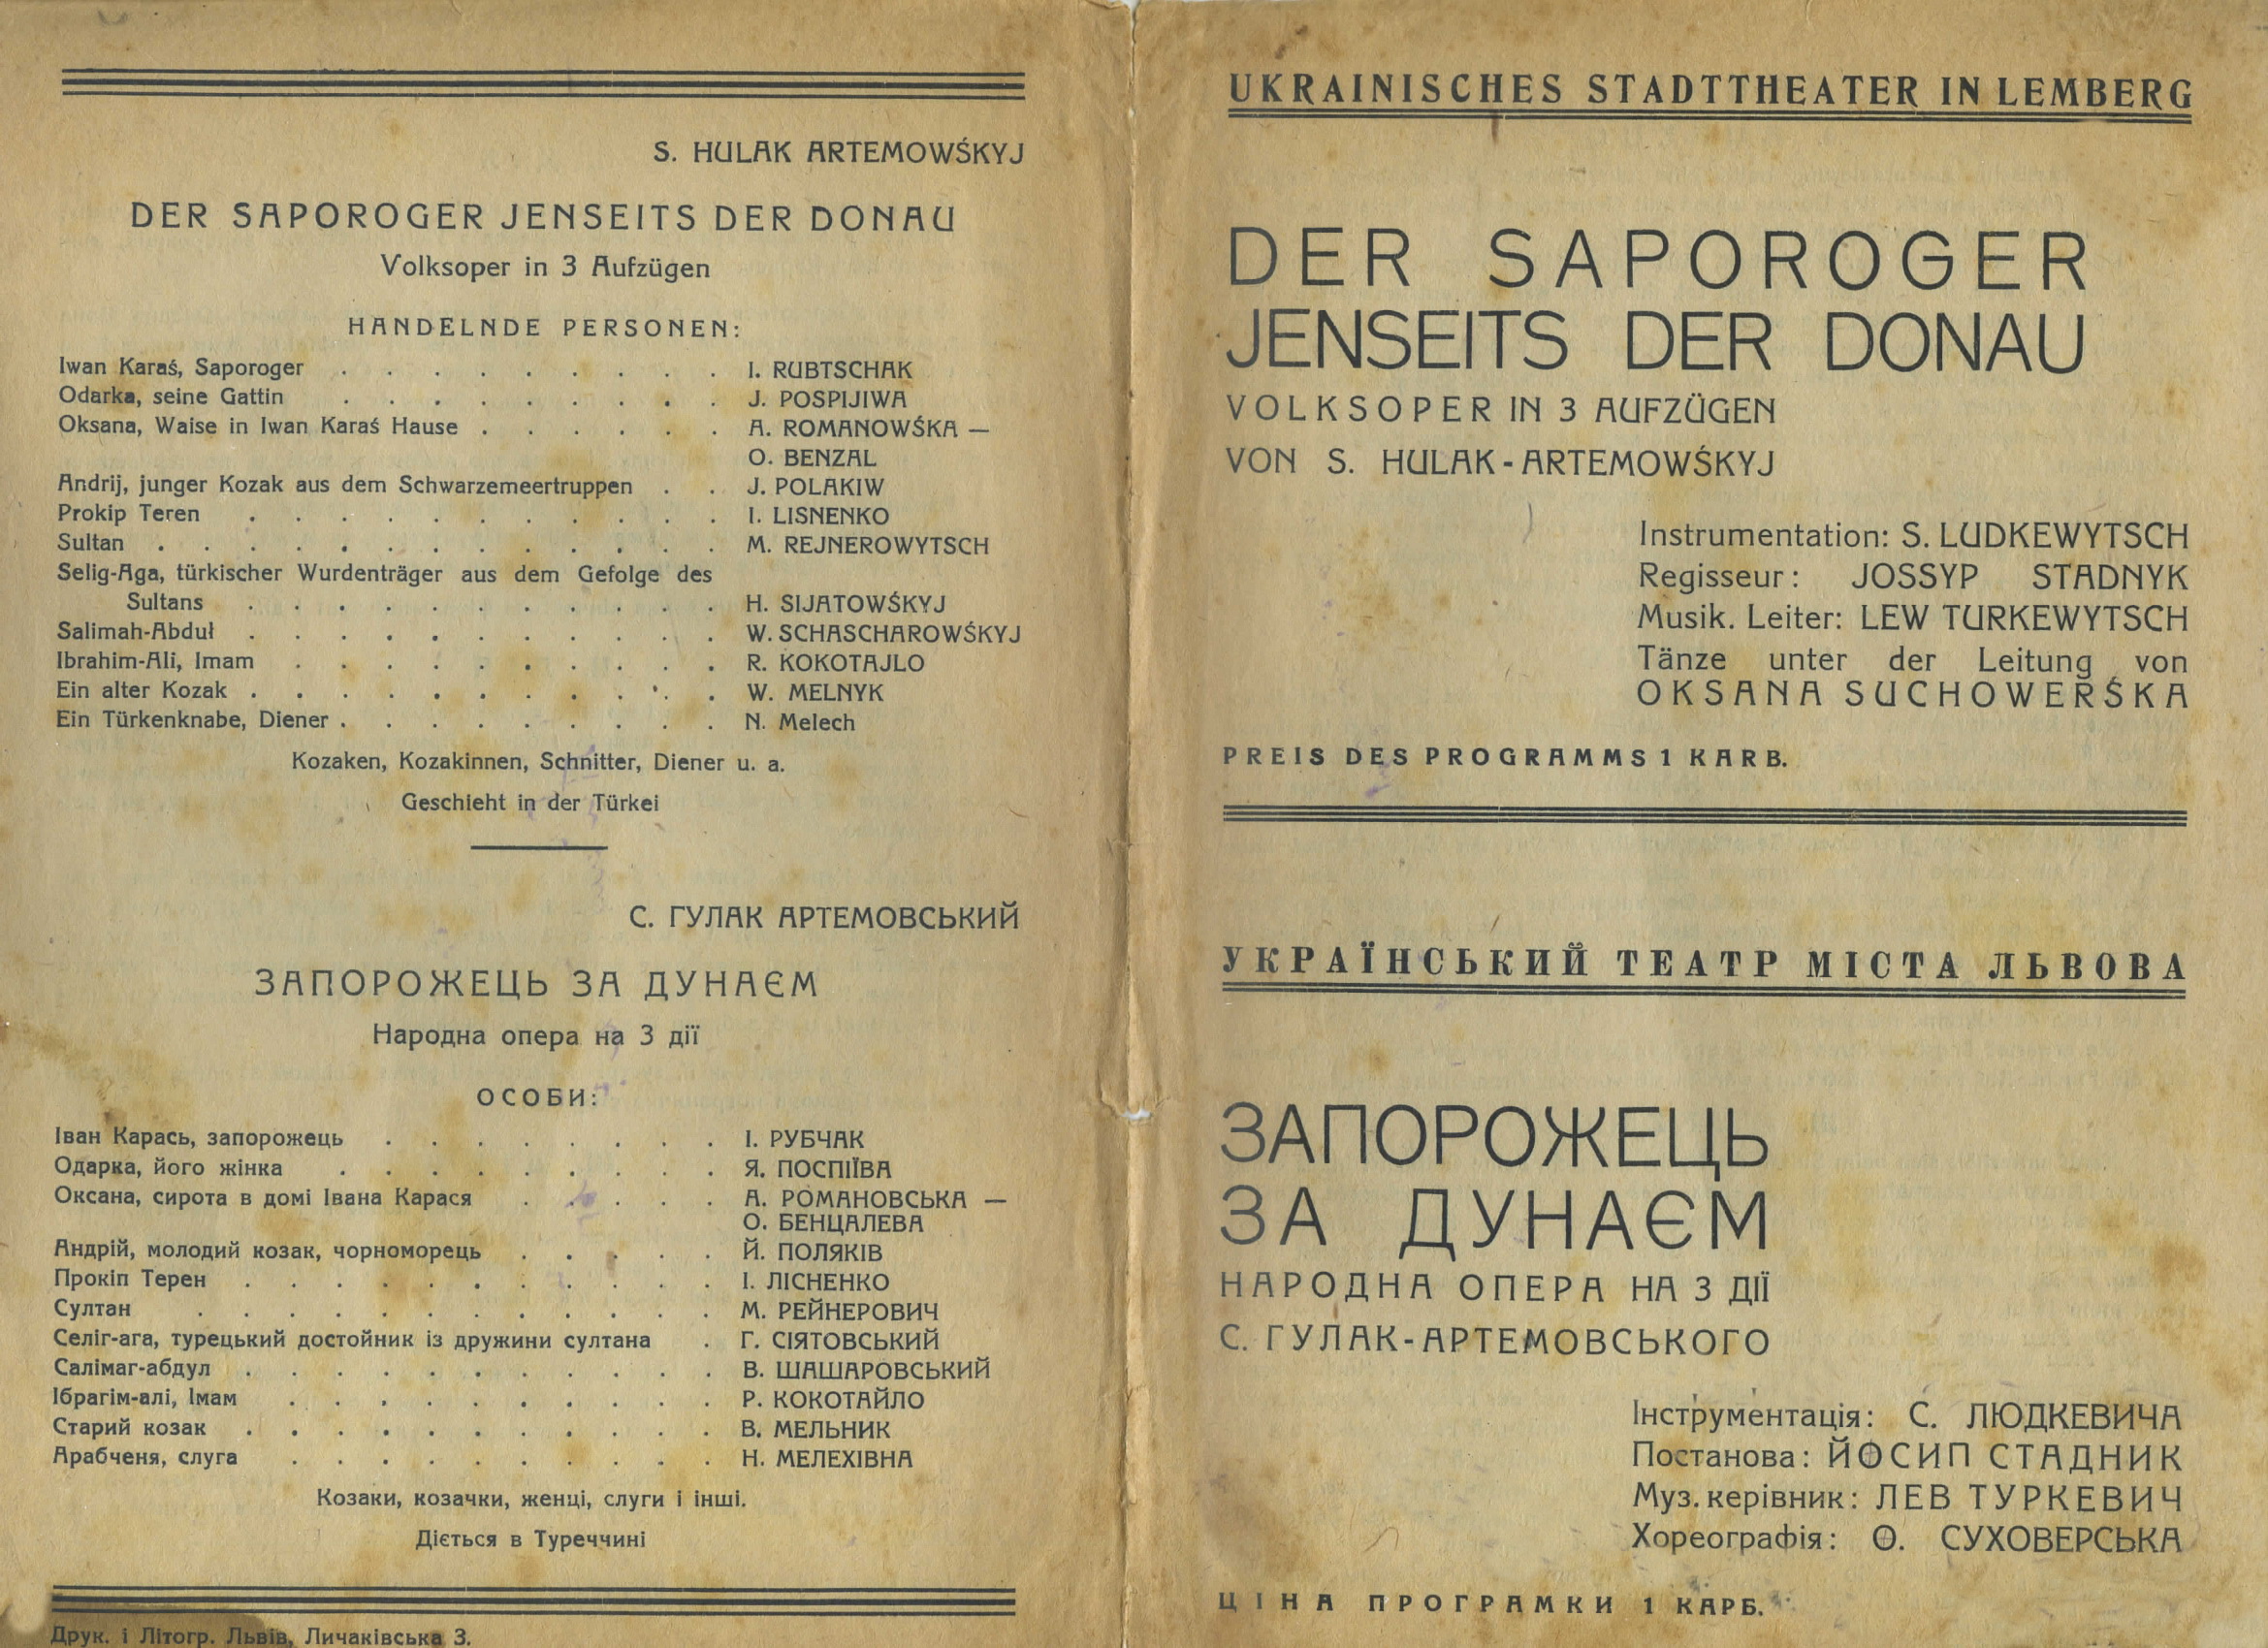 S. HULAK ARTEMOWŚKYJ
DER SAPOROGER JENSEITS DER DONAU
Volksoper in 3 Aufzügen
HANDELNDE PERSONEN:
Iwan Karaś, Saporoger . . . . . . . . . I. RUBTSCHAK
Odarka, seine Gattin . . . . . . . . . J. POSPIJIWA
Oksana, Waise in Iwan Karaś Hause . . . . . . A. ROMANOWŚKA —
O. BENZAL
Andrij, junger Kozak aus dem Schwarzemeertruppen . . J. POLAKIW
Prokip Teren . . . . . . . . . . . I. LISNENKO
Sultan . . . . . . . . . . . . . M. REJNEROWYTSCH
Selig-Aga, türkischer Wurdenträger aus dem Gefolge des
Sultans . . . . . . . . . . . H. SIJATOWŚKYJ
Salimah-Abduł . . . . . . . . . . . W. SCHASCHAROWŚKYJ
Ibrahim-Ali, Imam . . . . . . . . . . R. KOKOTAJLO
Ein alter Kozak . . . . . . . . . . . W. MELNYK
Ein Türkenknabe, Diener . . . . . . . . . N. Melech
Kozaken, Kozakinnen, Schnitter, Diener u. a.
Geschieht in der Türkei
С. ГУЛАК АРТЕМОВСЬКИЙ
ЗАПОРОЖЕЦЬ ЗА ДУНАЄМ
Народна опера на 3 дії
ОСОБИ:
Іван Карась, запорожець . . . . . . . . І. РУБЧАК
Одарка, його жінка . . . . . . . . . Я. ПОСПІЇВА
Оксана, сирота в домі Івана Карася . . . . . А. РОМАНОВСЬКА —
О. БЕНЦАЛЕВА
Андрій, молодий козак, чорноморець . . . . . Й. ПОЛЯКІВ
Прокіп Терен . . . . . . . . . . . І. ЛІСНЕНКО
Султан . . . . . . . . . . . . М. РЕЙНЕРОВИЧ
Селіг-ага, турецький достойник із дружини султана . Г. СІЯТОВСЬКИЙ
Салімаг-абдул . . . . . . . . . . . В. ШАШАРОВСЬКИЙ
Ібрагім-алі, Імам . . . . . . . . . . Р. КОКОТАЙЛО
Старий козак . . . . . . . . . . . В. МЕЛЬНИК
Арабченя, слуга . . . . . . . . . . Н. МЕЛЕХІВНА
Козаки, козачки, женці, слуги і інші.
Діється в Туреччині
Друк. і Літогр. Львів, Личаківська 3.
UKRAINISCHES STADTTHEATER IN LEMBERG
DER SAPOROGER
JENSEITS DER DONAU
VOLKSOPER IN 3 AUFZÜGEN
VON S. HULAK-ARTEMOWŚKYJ
Instrumentation: S. LUDKEWYTSCH
Regisseur: JOSSYP STADNYK
Musik. Leiter: LEW TURKEWYTSCH
Tänze unter der Leitung von
OKSANA SUCHOWERŚKA
PREIS DES PROGRAMMS 1 KARB.
УКРАЇНСЬКИЙ ТЕАТР МІСТА ЛЬВОВА
ЗАПОРОЖЕЦЬ
ЗА ДУНАЄМ
НАРОДНА ОПЕРА НА 3 ДІЇ
С. ГУЛАК-АРТЕМОВСЬКОГО
Інструментація: С. ЛЮДКЕВИЧА
Постанова: ЙОСИП СТАДНИК
Муз. керівник: ЛЕВ ТУРКЕВИЧ
Хореографія: О. СУХОВЕРСЬКА
ЦІНА ПРОГРАМКИ 1 КАРБ.